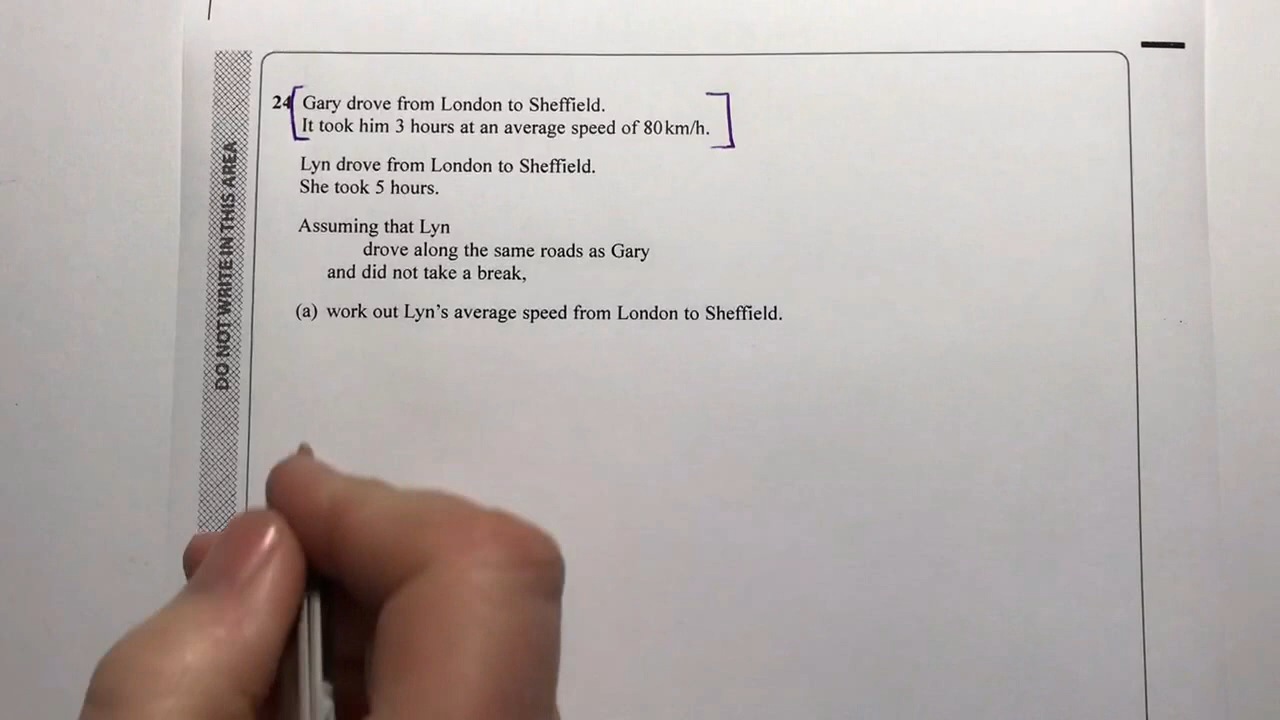 24 Gary drove from London to Sheffield.
It took him 3 hours at an average speed of 80 km/h.
Lyn drove from London to Sheffield.
She took 5 hours.
Assuming that Lyn
drove along the same roads as Gary
and did not take a break,
(a) work out Lyn’s average speed from London to Sheffield.
DO NOT WRITE IN THIS AREA